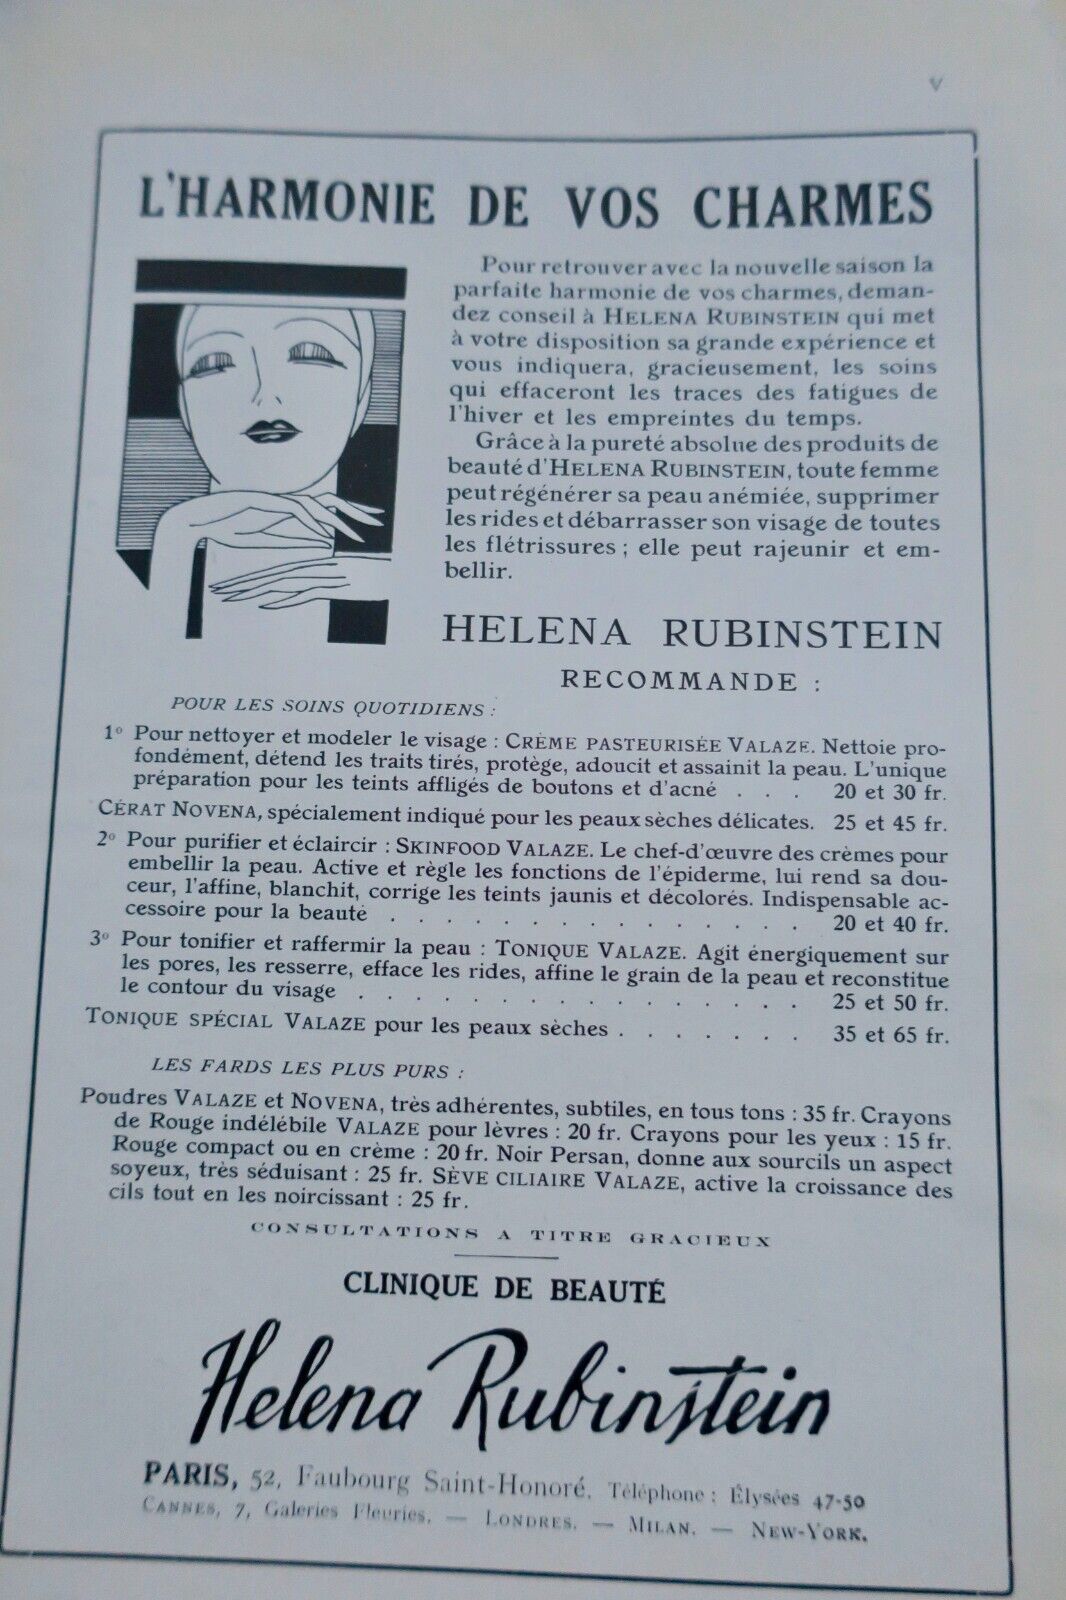 V
L'HARMONIE DE VOS CHARMES
Pour retrouver avec la nouvelle saison la
parfaite harmonie de vos charmes, deman-
dez conseil à HELENA RUBINSTEIN qui met
à votre disposition sa grande expérience et
vous indiquera, gracieusement, les soins
qui effaceront les traces des fatigues de
l'hiver et les empreintes du temps.
Grâce à la pureté absolue des produits de
beauté d'HELENA RUBINSTEIN, toute femme
peut régénérer sa peau anémiée, supprimer
les rides et débarrasser son visage de toutes
les flétrissures ; elle peut rajeunir et em-
bellir.
HELENA RUBINSTEIN
RECOMMANDE :
POUR LES SOINS QUOTIDIENS :
1º Pour nettoyer et modeler le visage : CRÈME PASTEURISÉE VALAZE. Nettoie pro-
fondément, détend les traits tirés, protège, adoucit et assainit la peau. L'unique
préparation pour les teints affligés de boutons et d'acné . . . 20 et 30 fr.
CÉRAT NOVENA, spécialement indiqué pour les peaux sèches délicates. 25 et 45 fr.
2º Pour purifier et éclaircir : SKINFOOD VALAZE. Le chef-d'œuvre des crèmes pour
embellir la peau. Active et règle les fonctions de l'épiderme, lui rend sa dou-
ceur, l'affine, blanchit, corrige les teints jaunis et décolorés. Indispensable ac-
cessoire pour la beauté . . . . . . . . . . . . . . 20 et 40 fr.
3º Pour tonifier et raffermir la peau : TONIQUE VALAZE. Agit énergiquement sur
les pores, les resserre, efface les rides, affine le grain de la peau et reconstitue
le contour du visage . . . . . . . . . . . . . . . . 25 et 50 fr.
TONIQUE SPÉCIAL VALAZE pour les peaux sèches . . . . . . . 35 et 65 fr.
LES FARDS LES PLUS PURS :
Poudres VALAZE et NOVENA, très adhérentes, subtiles, en tous tons : 35 fr. Crayons
de Rouge indélébile VALAZE pour lèvres : 20 fr. Crayons pour les yeux : 15 fr.
Rouge compact ou en crème : 20 fr. Noir Persan, donne aux sourcils un aspect
soyeux, très séduisant : 25 fr. SÈVE CILIAIRE VALAZE, active la croissance des
cils tout en les noircissant : 25 fr.
CONSULTATIONS A TITRE GRACIEUX
CLINIQUE DE BEAUTÉ
Helena Rubinstein
PARIS, 52, Faubourg Saint-Honoré. Téléphone : Élysées 47-50
CANNES, 7, Galeries Fleuries. — LONDRES. — MILAN. — NEW-YORK.